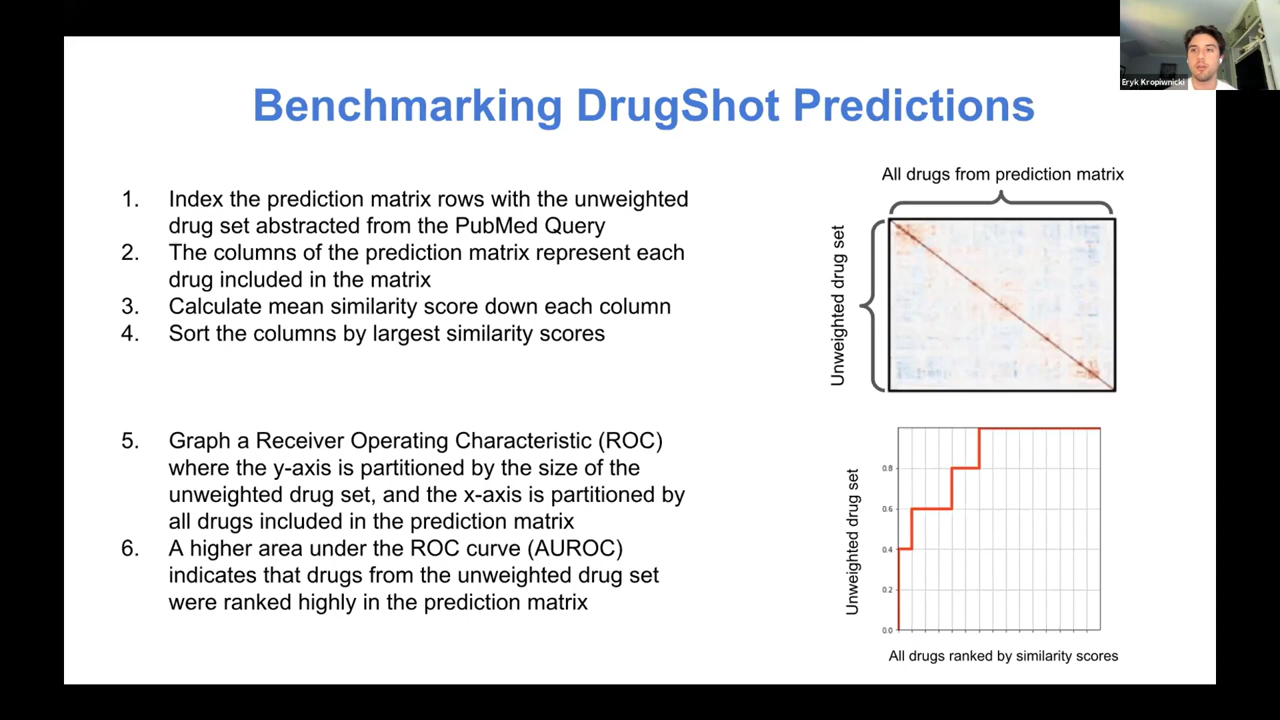 Eryk Kropiwnicki
Benchmarking DrugShot Predictions
1. Index the prediction matrix rows with the unweighted
drug set abstracted from the PubMed Query
2. The columns of the prediction matrix represent each
drug included in the matrix
3. Calculate mean similarity score down each column
4. Sort the columns by largest similarity scores
5. Graph a Receiver Operating Characteristic (ROC)
where the y-axis is partitioned by the size of the
unweighted drug set, and the x-axis is partitioned by
all drugs included in the prediction matrix
6. A higher area under the ROC curve (AUROC)
indicates that drugs from the unweighted drug set
were ranked highly in the prediction matrix
All drugs from prediction matrix
Unweighted drug set
Unweighted drug set
0.8
0.6
0.4
0.2
0.0
All drugs ranked by similarity scores